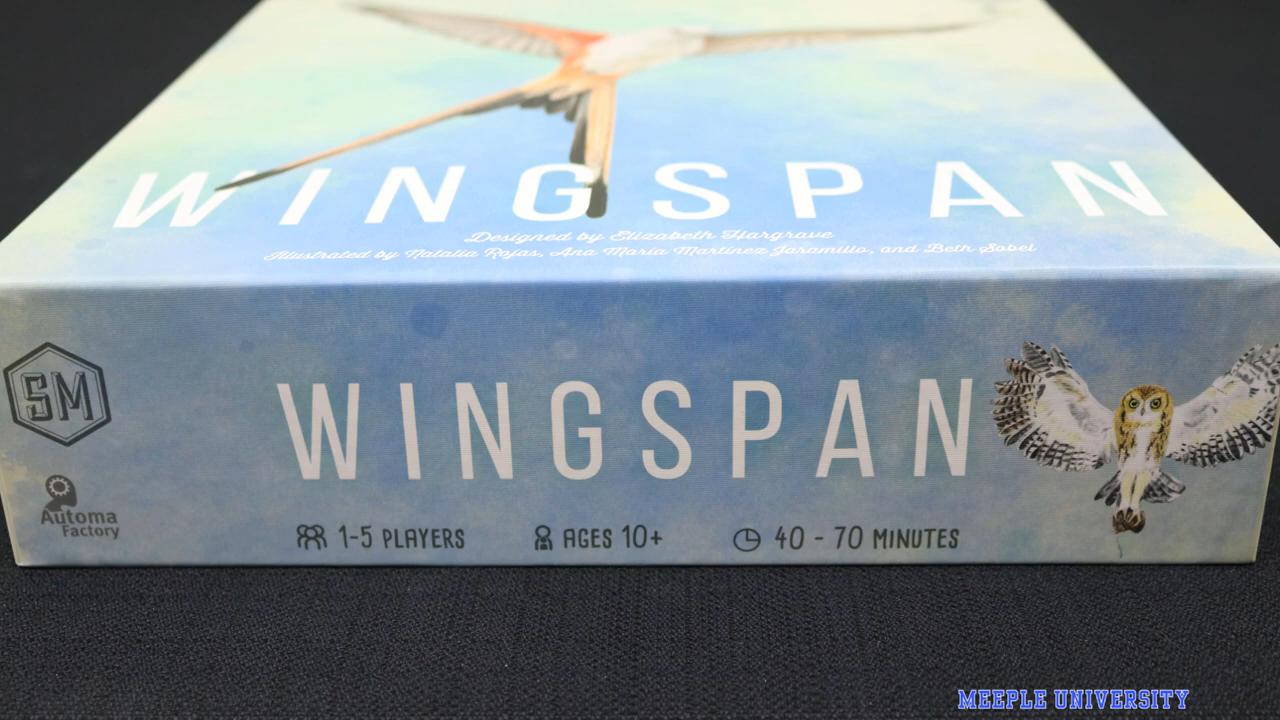 WINGSPAN
Designed by Elizabeth Hargrave
Illustrated by Natalia Rojas, Ana Maria Martinez Jaramillo, and Beth Sobel
SM
WINGSPAN
Automa
Factory
1-5 PLAYERS
AGES 10+
40 - 70 MINUTES
MEEPLE UNIVERSITY